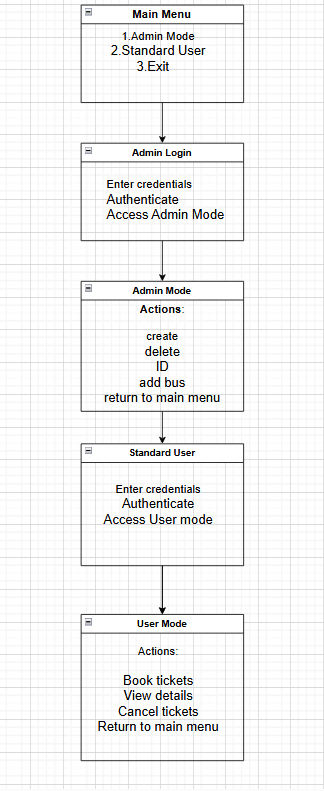 Main Menu
1.Admin Mode
2.Standard User
3.Exit
Admin Login
Enter credentials
Authenticate
Access Admin Mode
Admin Mode
Actions:
create
delete
ID
add bus
return to main menu
Standard User
Enter credentials
Authenticate
Access User mode
User Mode
Actions:
Book tickets
View details
Cancel tickets
Return to main menu